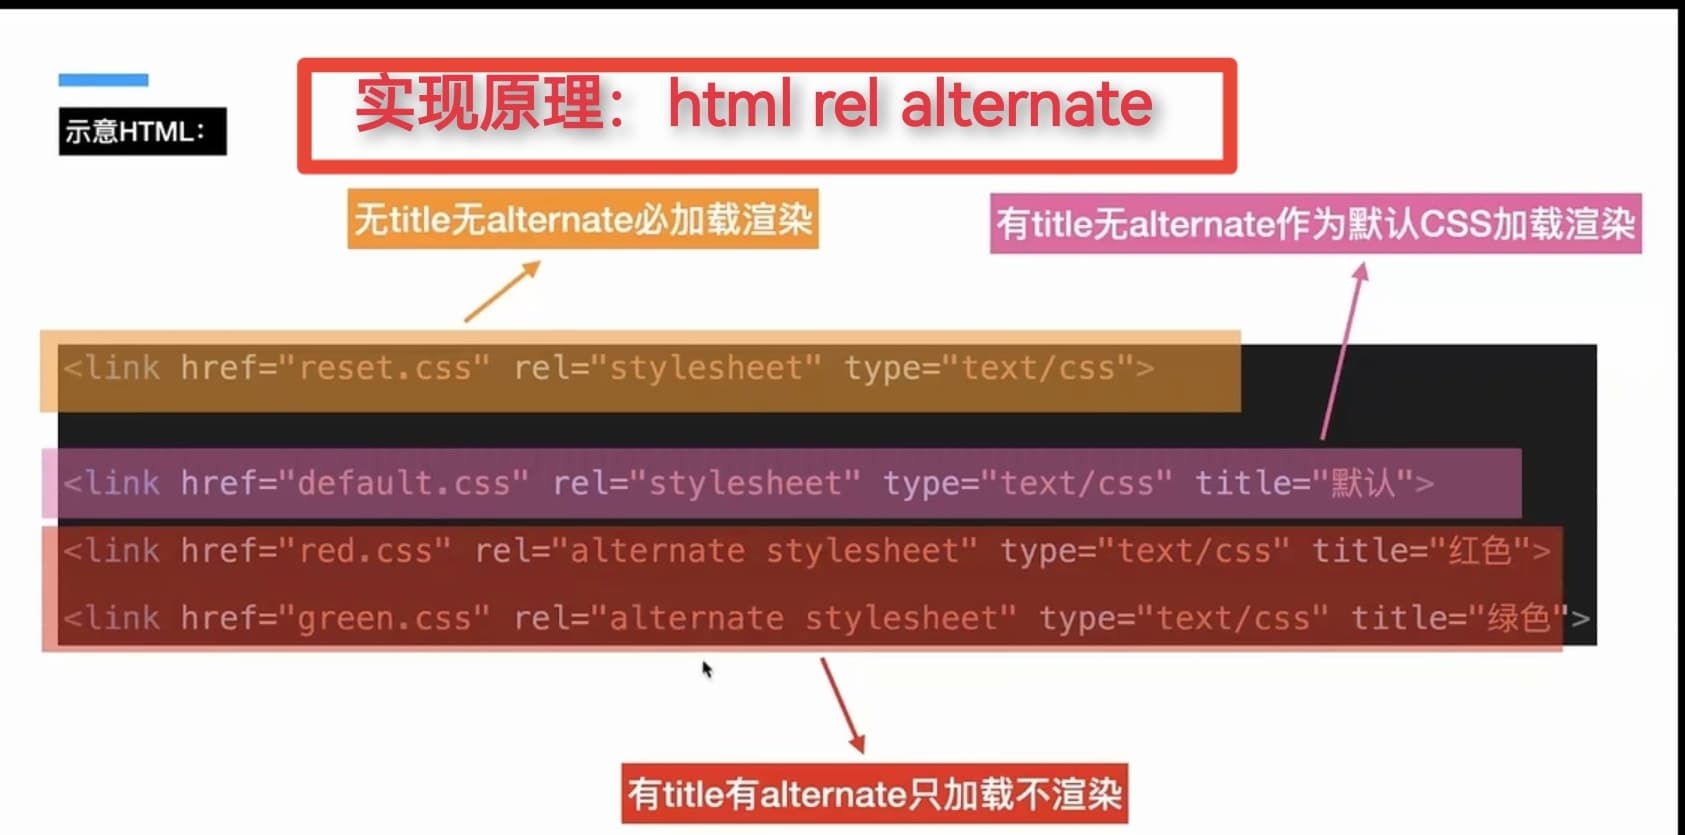 实现原理：html rel alternate
示意HTML：
无title无alternate必加载渲染
有title无alternate作为默认CSS加载渲染
<link href="reset.css" rel="stylesheet" type="text/css">
<link href="default.css" rel="stylesheet" type="text/css" title="默认">
<link href="red.css" rel="alternate stylesheet" type="text/css" title="红色">
<link href="green.css" rel="alternate stylesheet" type="text/css" title="绿色">
有title有alternate只加载不渲染